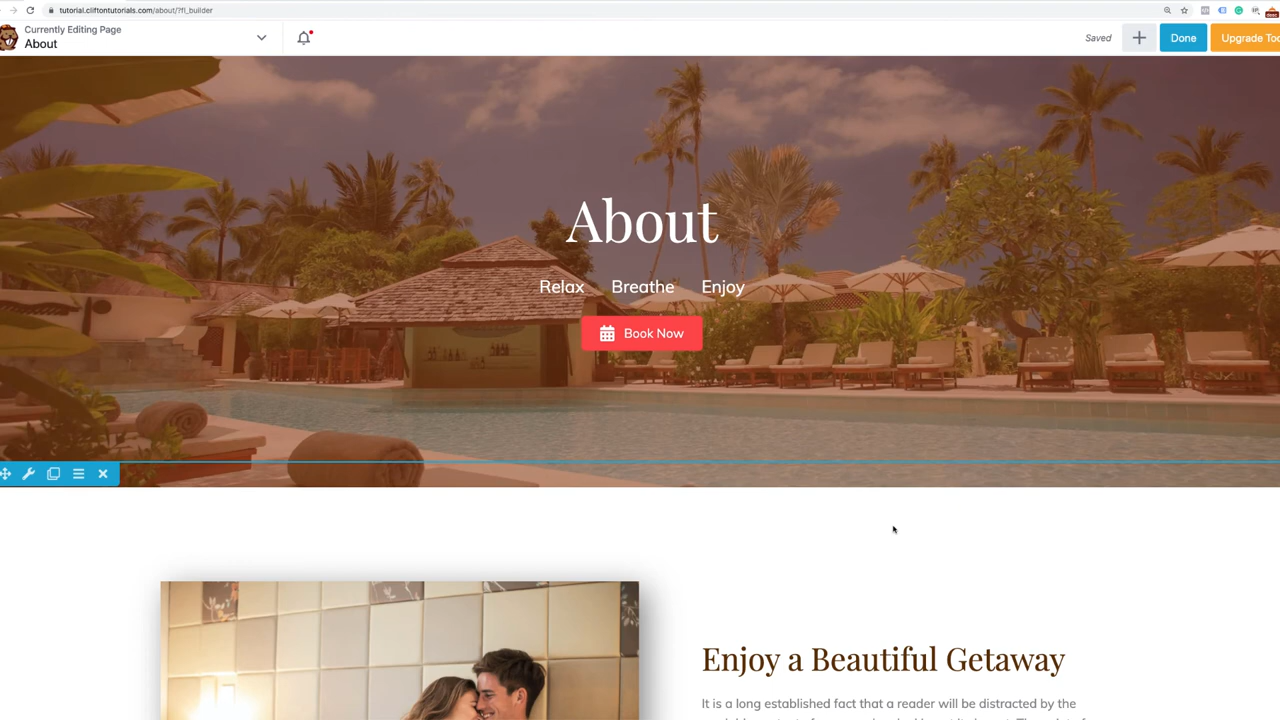 tutorial.cliftontutorials.com/about/?fl_builder
Currently Editing Page
About
Saved
Done
Upgrade
About
Relax Breathe Enjoy
Book Now
Enjoy a Beautiful Getaway
It is a long established fact that a reader will be distracted by the